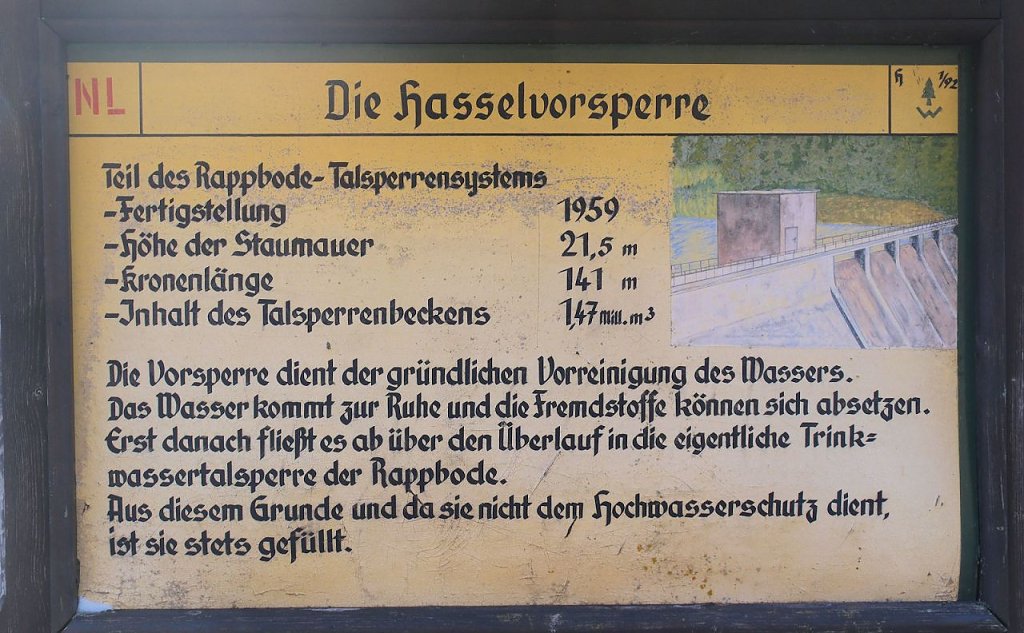 NL
Die Hasselvorsperre
H 1/92
Teil des Rappbode-Talsperrensystems
-Fertigstellung 1959
-Höhe der Staumauer 21,5 m
-Kronenlänge 141 m
-Inhalt des Talsperrenbeckens 1,47 Mill. m³
Die Vorsperre dient der gründlichen Vorreinigung des Wassers.
Das Wasser kommt zur Ruhe und die Fremdstoffe können sich absetzen.
Erst danach fließt es ab über den Überlauf in die eigentliche Trink=
wassertalsperre der Rappbode.
Aus diesem Grunde und da sie nicht dem Hochwasserschutz dient,
ist sie stets gefüllt.